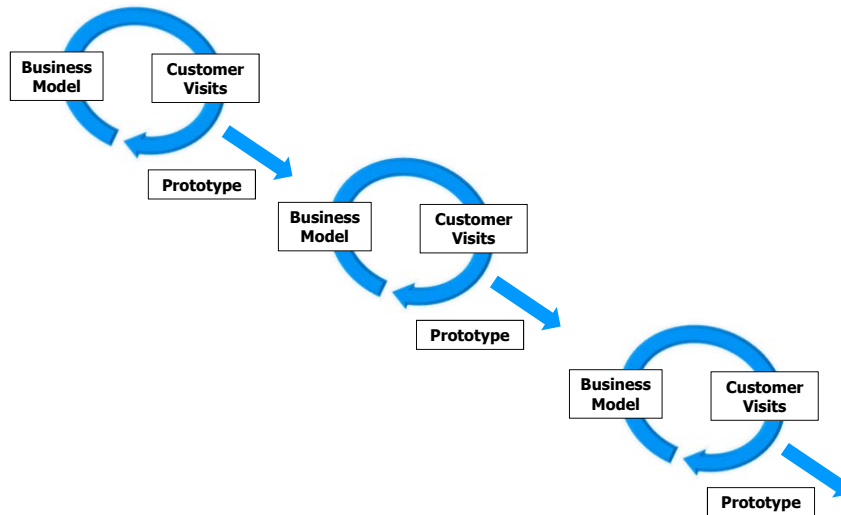 Business
Model
Customer
Visits
Prototype
Business
Model
Customer
Visits
Prototype
Business
Model
Customer
Visits
Prototype